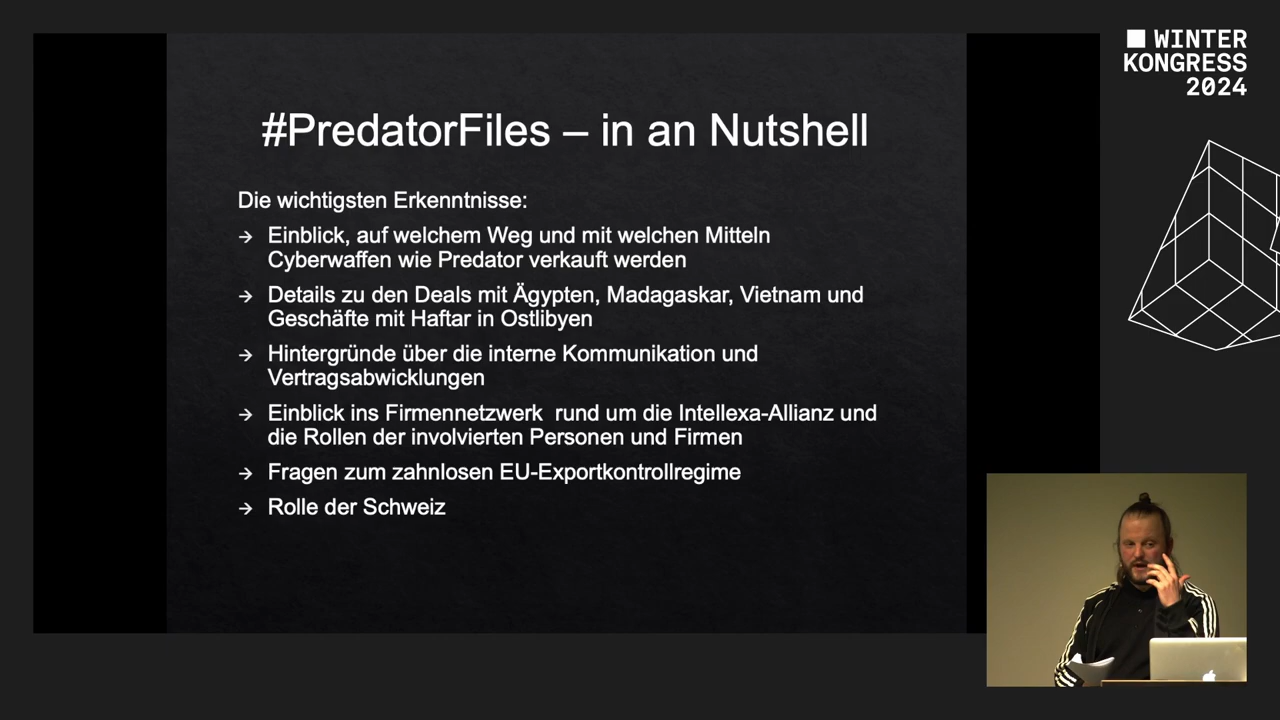 WINTER
KONGRESS
2024
#PredatorFiles – in an Nutshell
Die wichtigsten Erkenntnisse:
→ Einblick, auf welchem Weg und mit welchen Mitteln
Cyberwaffen wie Predator verkauft werden
→ Details zu den Deals mit Ägypten, Madagaskar, Vietnam und
Geschäfte mit Haftar in Ostlibyen
→ Hintergründe über die interne Kommunikation und
Vertragsabwicklungen
→ Einblick ins Firmennetzwerk rund um die Intellexa-Allianz und
die Rollen der involvierten Personen und Firmen
→ Fragen zum zahnlosen EU-Exportkontrollregime
→ Rolle der Schweiz